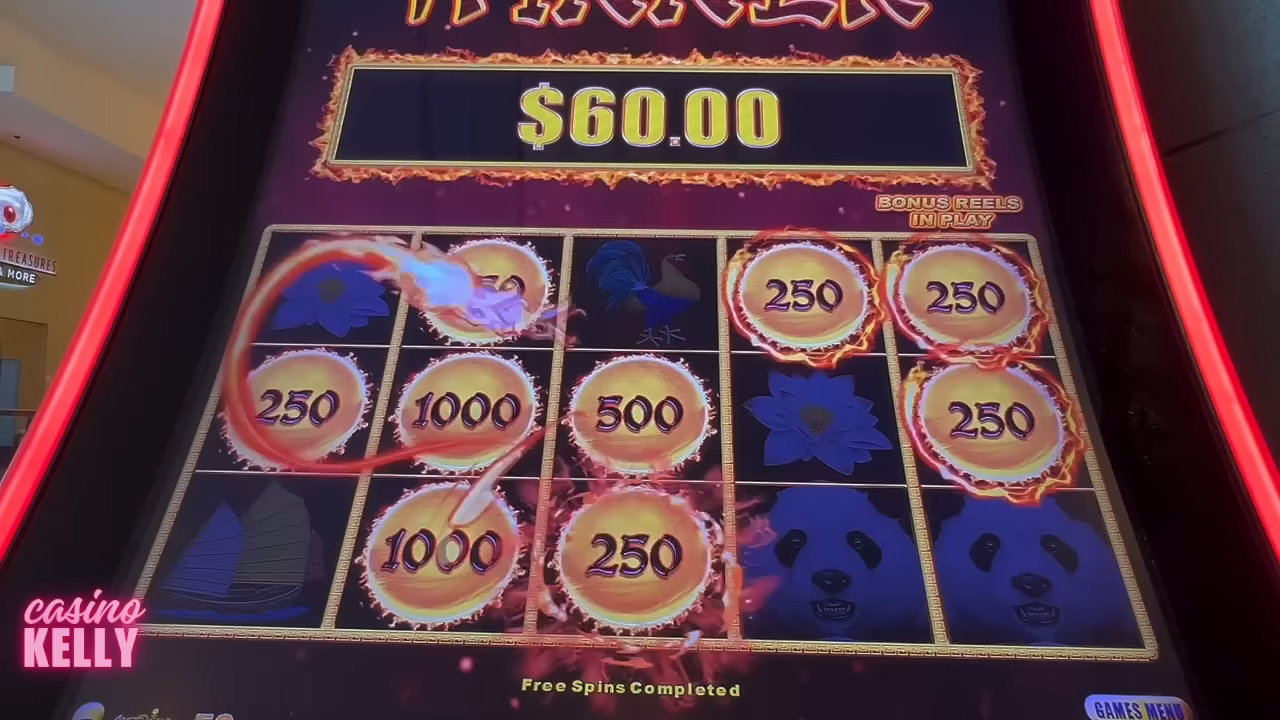 WINNER
$60.00
BONUS REELS
IN PLAY
TREASURES
& MORE
250
250
250
1000
500
250
1000
250
casino
KELLY
Free Spins Completed
GAMES MENU